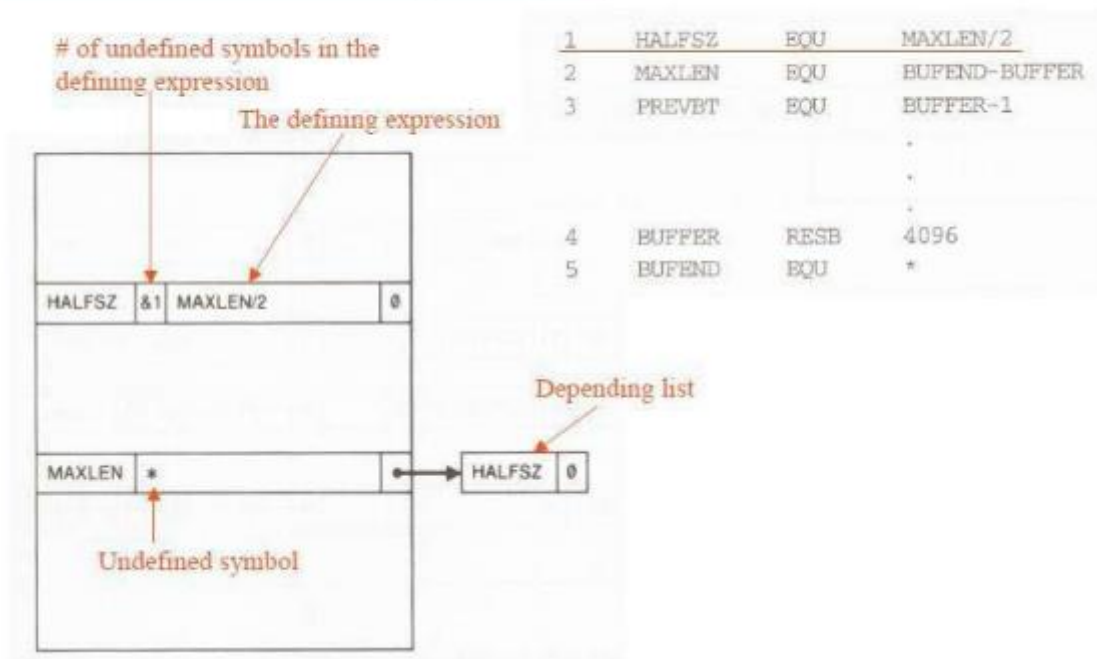 # of undefined symbols in the
defining expression
The defining expression
1 HALFSZ EQU MAXLEN/2
2 MAXLEN EQU BUFEND-BUFFER
3 PREVBT EQU BUFFER-1
.
.
.
4 BUFFER RESB 4096
5 BUFEND EQU *
HALFSZ &1 MAXLEN/2 0
Depending list
MAXLEN * HALFSZ 0
Undefined symbol